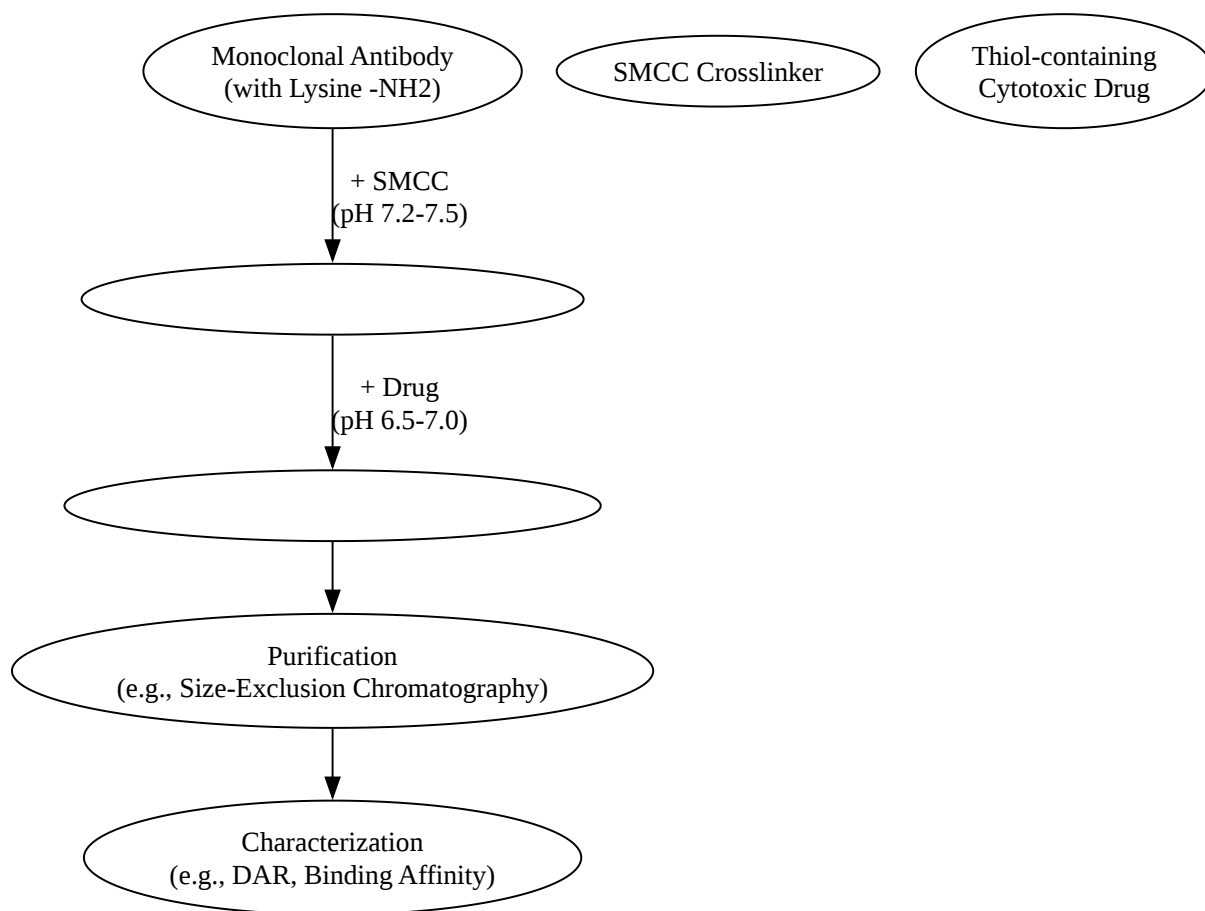 Monoclonal Antibody
(with Lysine -NH2)
SMCC Crosslinker
Thiol-containing
Cytotoxic Drug
+ SMCC
(pH 7.2-7.5)
+ Drug
(pH 6.5-7.0)
Purification
(e.g., Size-Exclusion Chromatography)
Characterization
(e.g., DAR, Binding Affinity)